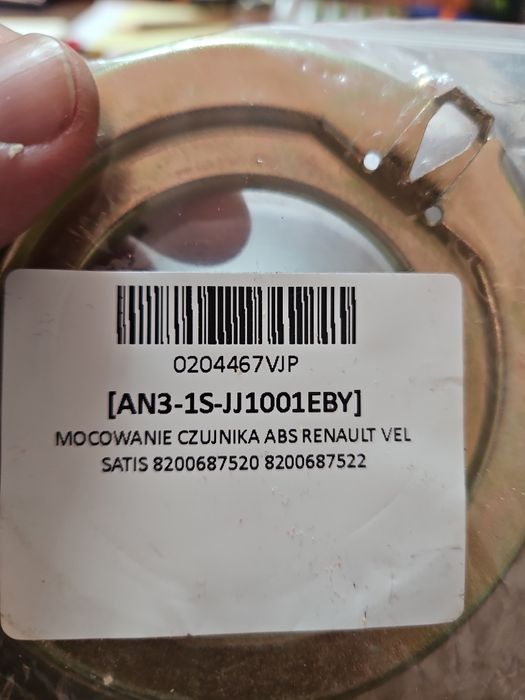 0204467VJP
[AN3-1S-JJ1001EBY]
MOCOWANIE CZUJNIKA ABS RENAULT VEL
SATIS 8200687520 8200687522